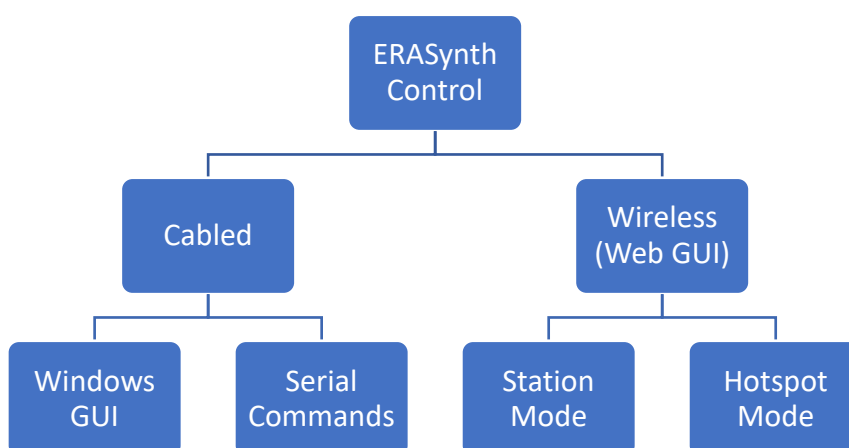 ERASynth
Control
Cabled
Wireless
(Web GUI)
Windows
GUI
Serial
Commands
Station
Mode
Hotspot
Mode